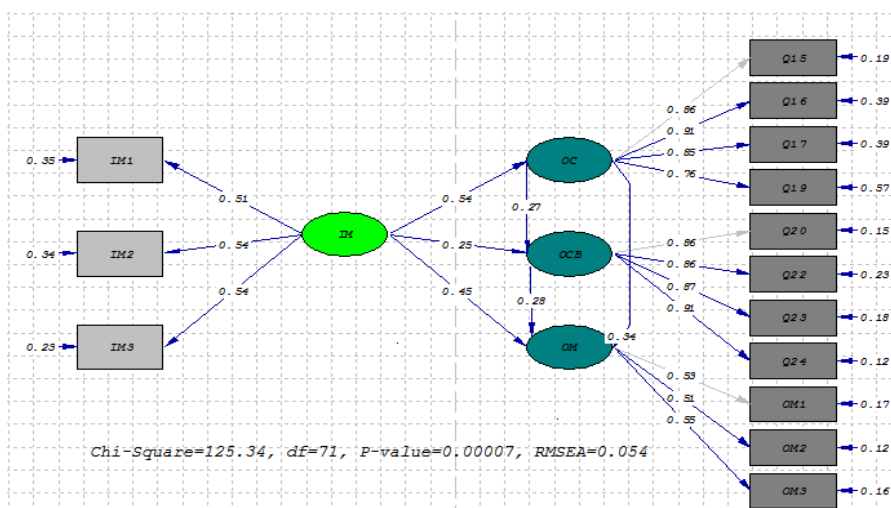 Q15 0.19
0.86
Q16 0.39
0.91
0.35 IM1 OC 0.85 Q17 0.39
0.76
0.51 0.54 Q19 0.57
0.27
IM 0.86 Q20 0.15
0.34 IM2 0.54 0.25 OCB 0.86 Q22 0.23
0.87
0.54 0.45 0.28 Q23 0.18
0.91
0.23 IM3 OM 0.34 Q24 0.12
0.53
0.51 OM1 0.17
0.55
Chi-Square=125.34, df=71, P-value=0.00007, RMSEA=0.054
OM2 0.12
OM3 0.16